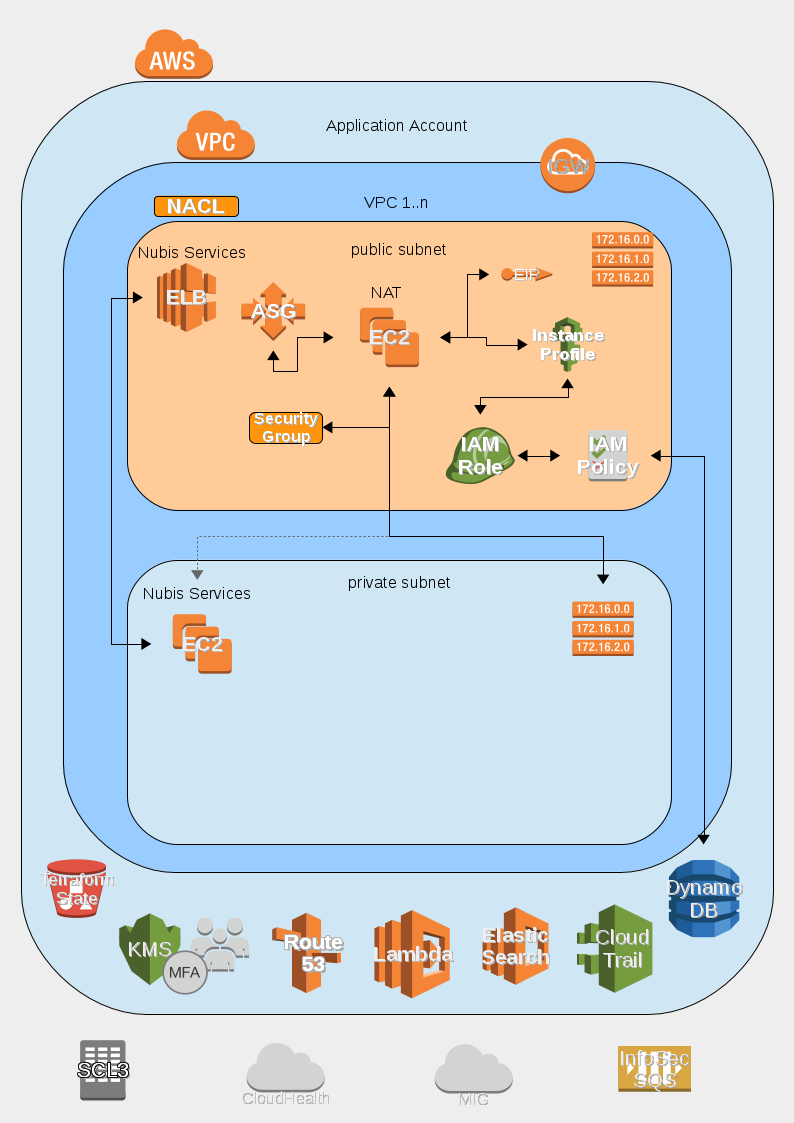 AWS
Application Account
VPC
IGW
VPC 1..n
NACL
Nubis Services
public subnet
172.16.0.0
172.16.1.0
172.16.2.0
EIP
NAT
ELB
ASG
EC2
Instance
Profile
Security
Group
IAM
Role
IAM
Policy
private subnet
Nubis Services
172.16.0.0
172.16.1.0
172.16.2.0
EC2
Terraform
State
Dynamo
DB
KMS
MFA
Route
53
Lambda
Elastic
Search
Cloud
Trail
SCL3
CloudHealth
MIG
InfoSec
SQS